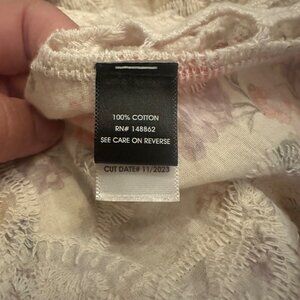 100% COTTON
RN# 148862
SEE CARE ON REVERSE
CUT DATE# 11/2023